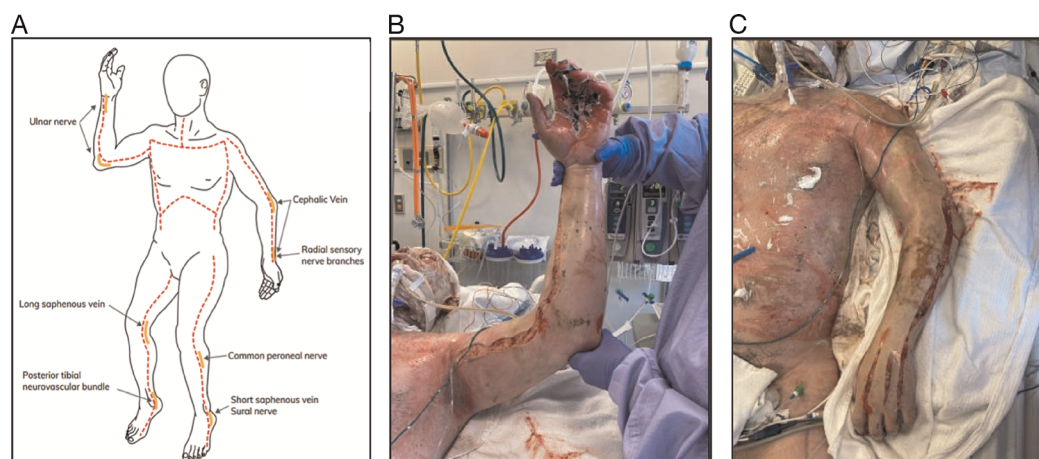 A
B
C
Ulnar nerve
Cephalic Vein
Radial sensory
nerve branches
Long saphenous vein
Common peroneal nerve
Posterior tibial
neurovascular bundle
Short saphenous vein
Sural nerve